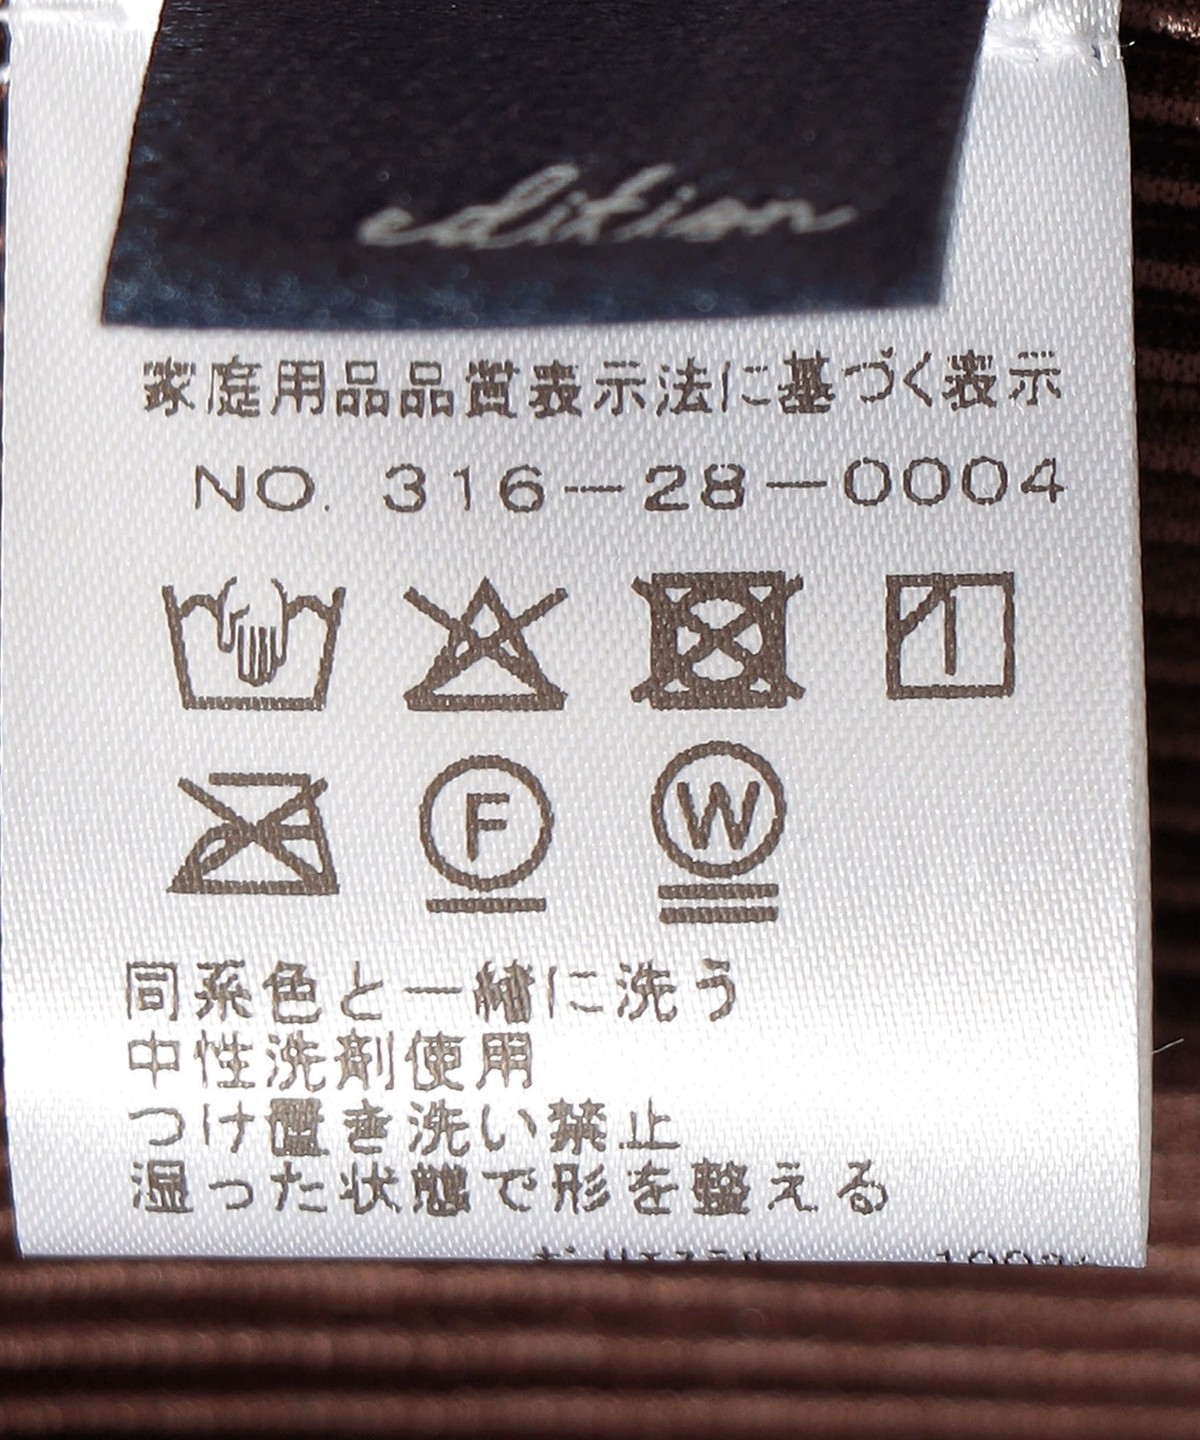 edition
家庭用品品質表示法に基づく表示
NO. 316-28-0004
F
W
同系色と一緒に洗う
中性洗剤使用
つけ置き洗い禁止
湿った状態で形を整える